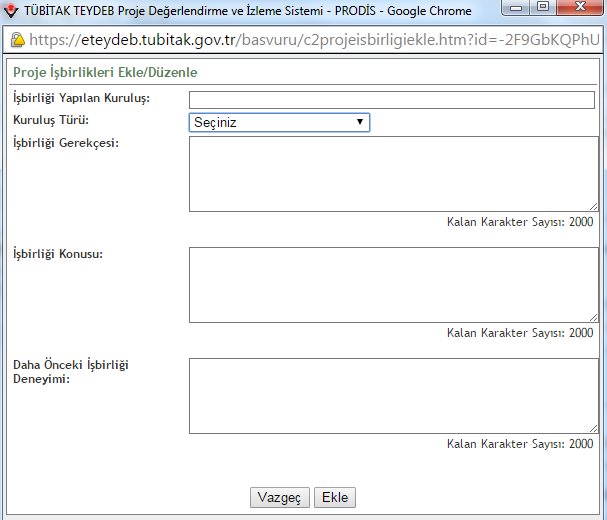 TÜBİTAK TEYDEB Proje Değerlendirme ve İzleme Sistemi - PRODİS - Google Chrome
https://eteydeb.tubitak.gov.tr/basvuru/c2projeisbirligiekle.htm?id=-2F9GbKQPhU
Proje İşbirlikleri Ekle/Düzenle
İşbirliği Yapılan Kuruluş:
Kuruluş Türü: Seçiniz
İşbirliği Gerekçesi:
Kalan Karakter Sayısı: 2000
İşbirliği Konusu:
Kalan Karakter Sayısı: 2000
Daha Önceki İşbirliği
Deneyimi:
Kalan Karakter Sayısı: 2000
Vazgeç Ekle